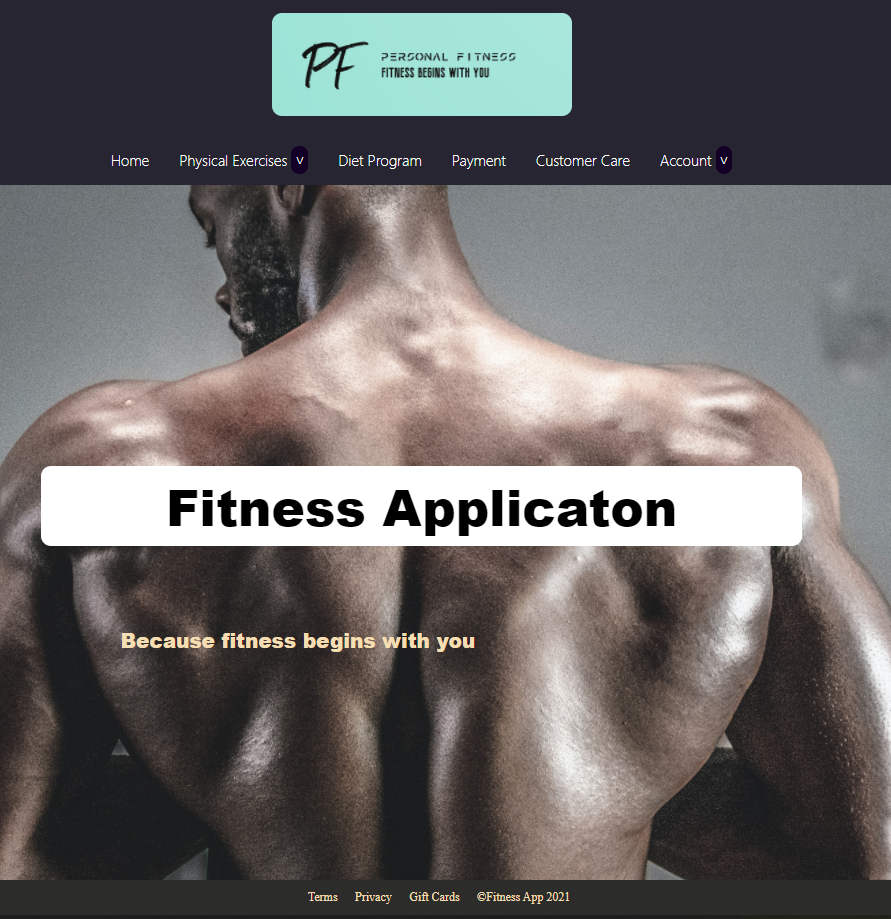 PF
PERSONAL FITNESS
FITNESS BEGINS WITH YOU
Home Physical Exercises v Diet Program Payment Customer Care Account v
Fitness Applicaton
Because fitness begins with you
Terms Privacy Gift Cards ©Fitness App 2021